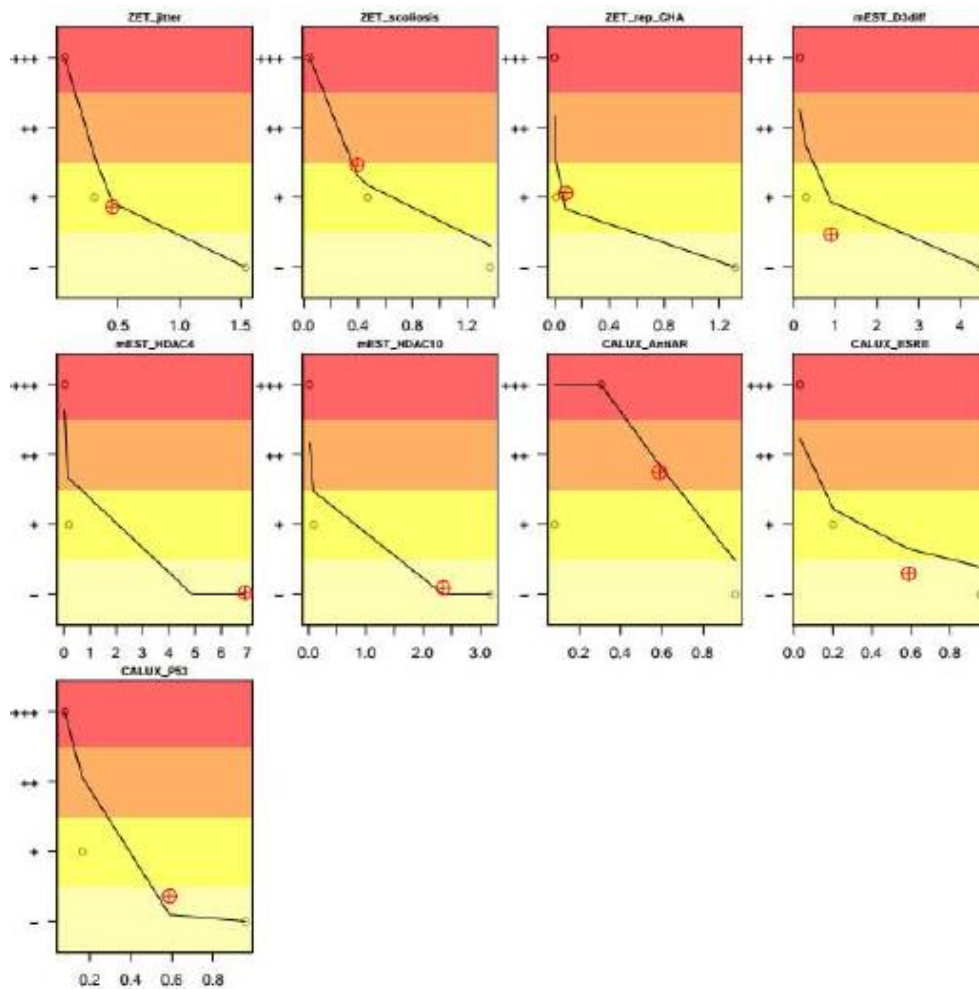 ZET_jitter ZET_scoliosis ZET_rep_CHA mEST_D3diff
+++ +++ +++ +++
++ ++ ++ ++
+ + + +
- - - -
0.5 1.0 1.5 0.0 0.4 0.8 1.2 0.0 0.4 0.8 1.2 0 1 2 3 4
mEST_HDAC4 mEST_HDAC10 CALUX_AntiAR
+++ +++ +++ +++
++ ++ ++ ++
+ + + +
- - - -
0 1 2 3 4 5 6 7 0.0 1.0 2.0 3.0 0.2 0.4 0.6 0.8 0.0 0.2 0.4 0.6 0.8
CALUX_P53
+++
++
+
-
0.2 0.4 0.6 0.8